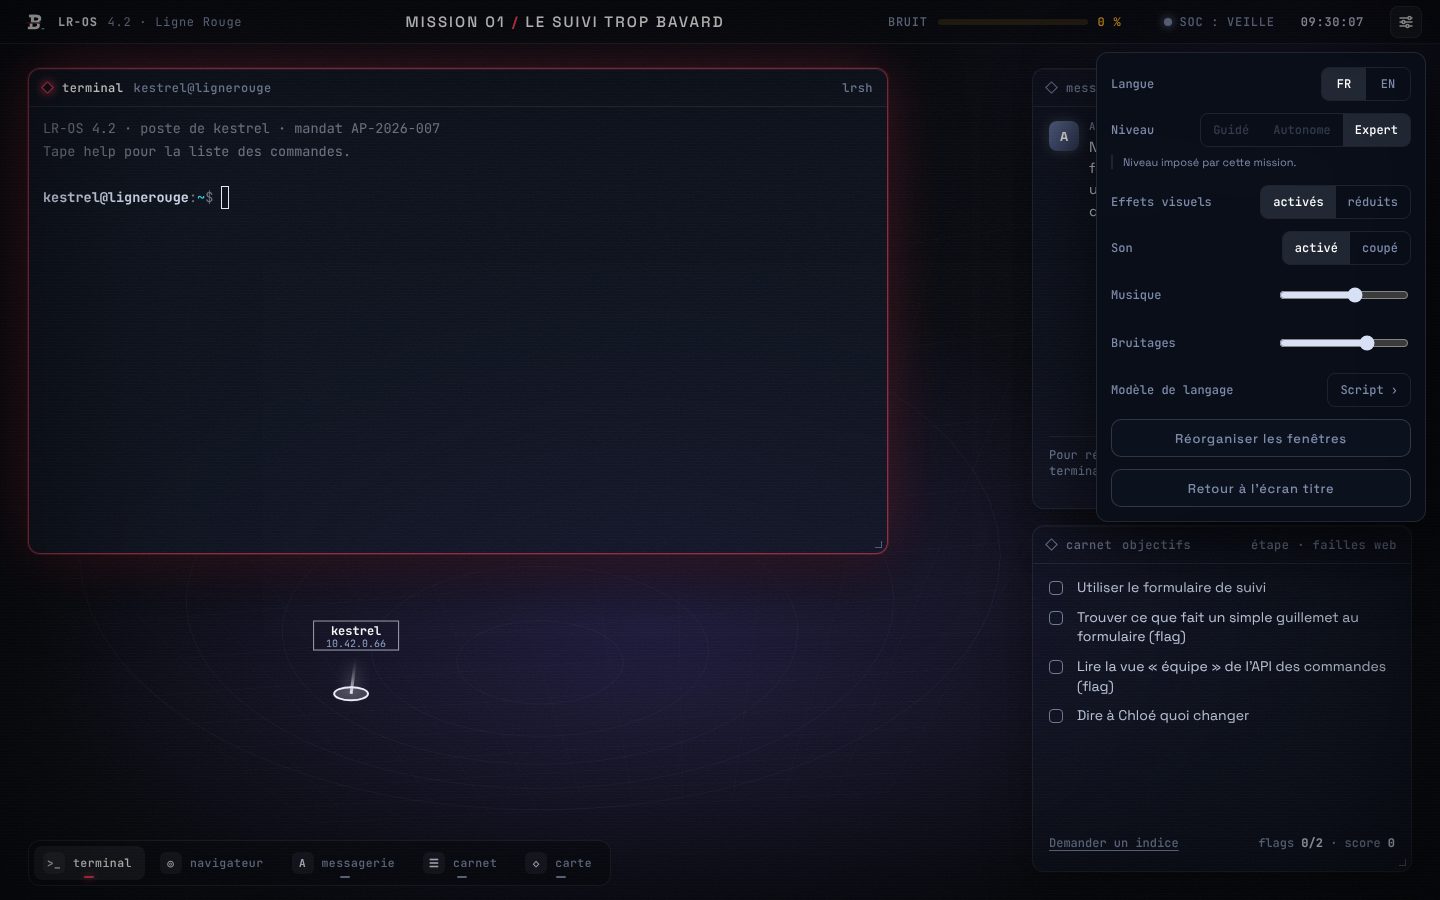 B. LR-OS 4.2 · Ligne Rouge
MISSION 01 / LE SUIVI TROP BAVARD
BRUIT 0 %
SOC : VEILLE
09:30:07
terminal kestrel@lignerouge lrsh
LR-OS 4.2 · poste de kestrel · mandat AP-2026-007
Tape help pour la liste des commandes.
kestrel@lignerouge:~$
kestrel
10.42.0.66
mess
A
Pour ré
termina
Langue FR EN
Niveau Guidé Autonome Expert
Niveau imposé par cette mission.
Effets visuels activés réduits
Son activé coupé
Musique
Bruitages
Modèle de langage Script ›
Réorganiser les fenêtres
Retour à l'écran titre
carnet objectifs étape · failles web
Utiliser le formulaire de suivi
Trouver ce que fait un simple guillemet au
formulaire (flag)
Lire la vue « équipe » de l'API des commandes
(flag)
Dire à Chloé quoi changer
Demander un indice flags 0/2 · score 0
>_ terminal
navigateur
A messagerie
carnet
carte